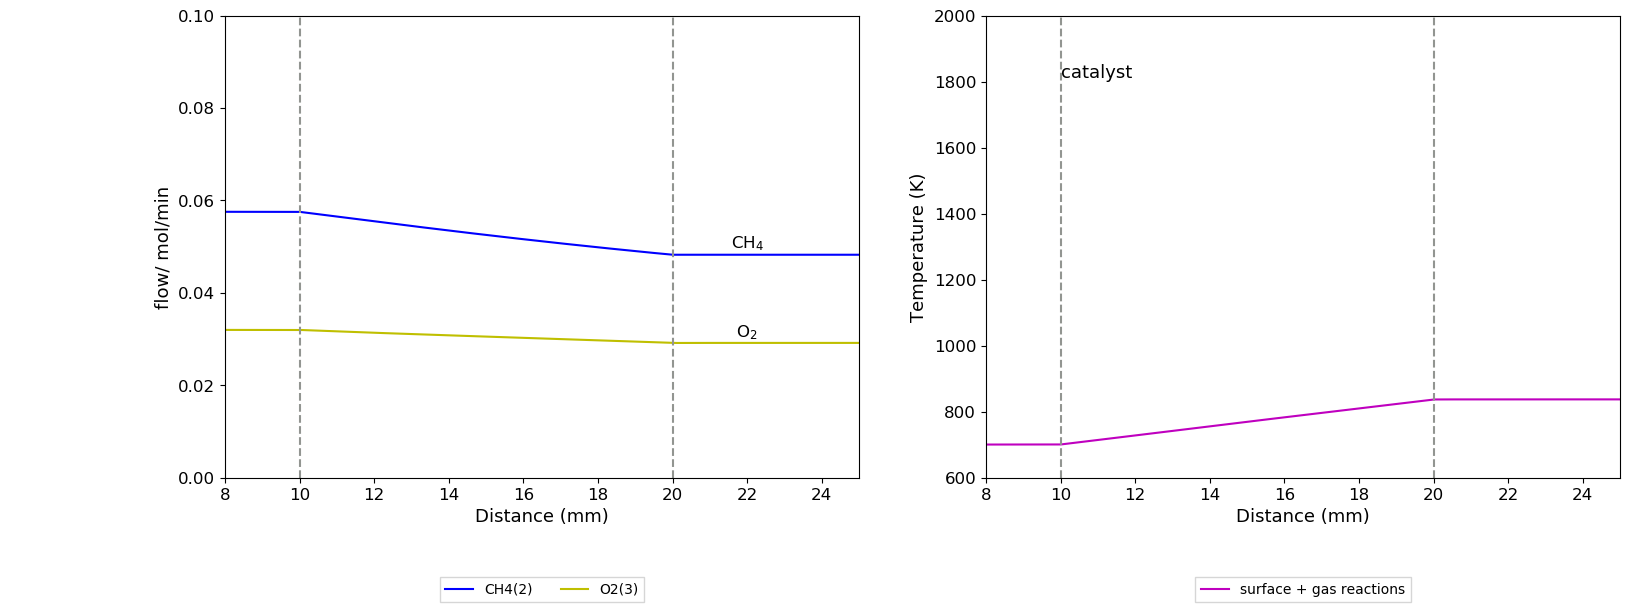 0.10
0.08
0.06
0.04
0.02
0.00
flow/ mol/min
CH4
O2
8 10 12 14 16 18 20 22 24
Distance (mm)
CH4(2) O2(3)
2000
1800
1600
1400
1200
1000
800
600
Temperature (K)
catalyst
8 10 12 14 16 18 20 22 24
Distance (mm)
surface + gas reactions